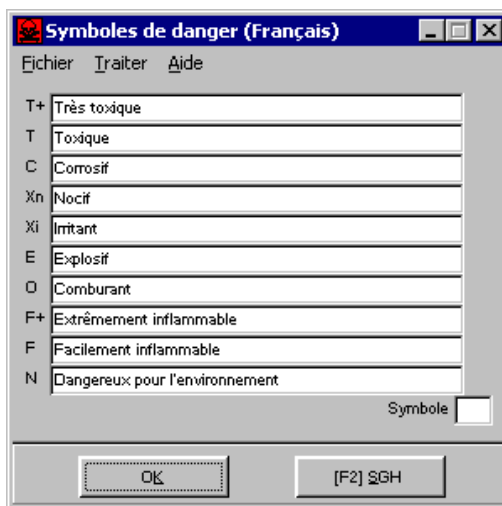 Symboles de danger (Français)
Fichier Traiter Aide
T+ Très toxique
T Toxique
C Corrosif
Xn Nocif
Xi Irritant
E Explosif
O Comburant
F+ Extrêmement inflammable
F Facilement inflammable
N Dangereux pour l'environnement
Symbole
OK [F2] SGH